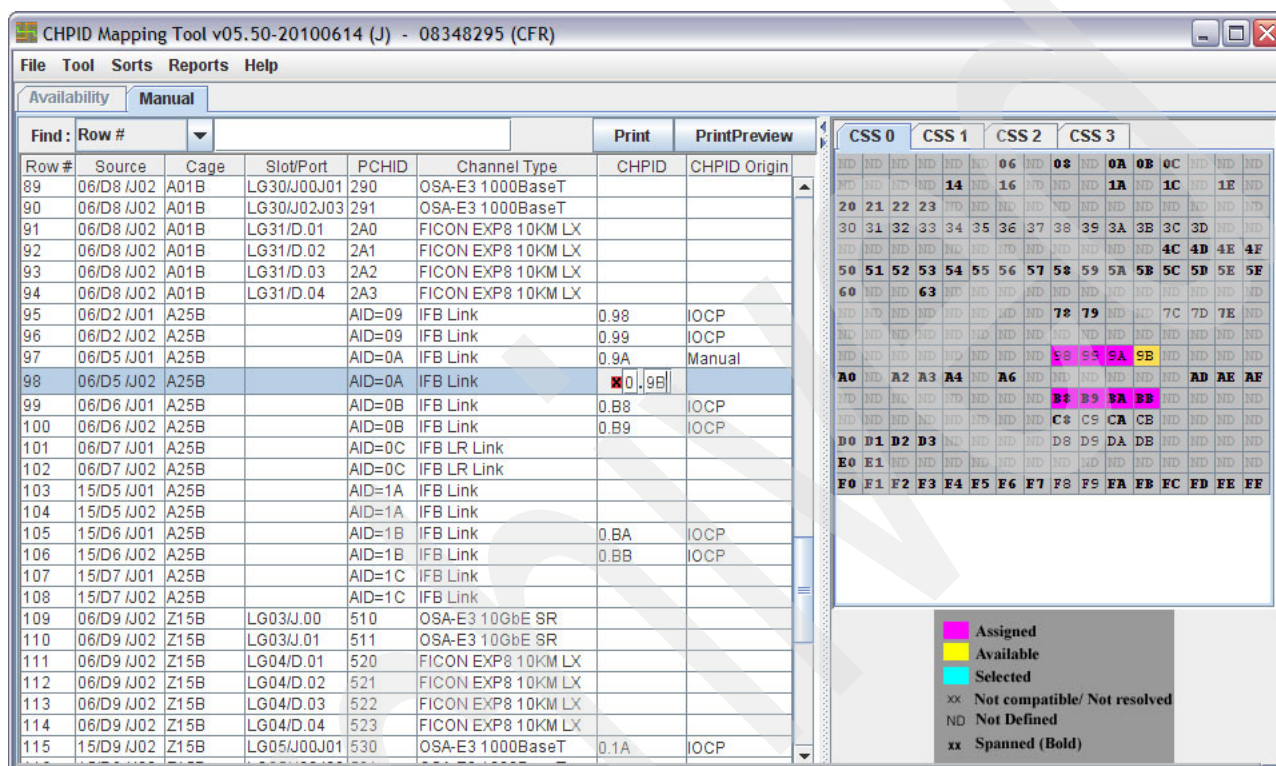 CHPID Mapping Tool v05.50-20100614 (J) - 08348295 (CFR)
File Tool Sorts Reports Help
Availability Manual
Find : Row # Print PrintPreview
Row # Source Cage Slot/Port PCHID Channel Type CHPID CHPID Origin
89 06/D8 /J02 A01B LG30/J00J01 290 OSA-E3 1000BaseT
90 06/D8 /J02 A01B LG30/J02J03 291 OSA-E3 1000BaseT
91 06/D8 /J02 A01B LG31/D.01 2A0 FICON EXP8 10KM LX
92 06/D8 /J02 A01B LG31/D.02 2A1 FICON EXP8 10KM LX
93 06/D8 /J02 A01B LG31/D.03 2A2 FICON EXP8 10KM LX
94 06/D8 /J02 A01B LG31/D.04 2A3 FICON EXP8 10KM LX
95 06/D2 /J01 A25B AID=09 IFB Link 0.98 IOCP
96 06/D2 /J02 A25B AID=09 IFB Link 0.99 IOCP
97 06/D5 /J01 A25B AID=0A IFB Link 0.9A Manual
98 06/D5 /J02 A25B AID=0A IFB Link x 0 . 9B
99 06/D6 /J01 A25B AID=0B IFB Link 0.B8 IOCP
100 06/D6 /J02 A25B AID=0B IFB Link 0.B9 IOCP
101 06/D7 /J01 A25B AID=0C IFB LR Link
102 06/D7 /J02 A25B AID=0C IFB LR Link
103 15/D5 /J01 A25B AID=1A IFB Link
104 15/D5 /J02 A25B AID=1A IFB Link
105 15/D6 /J01 A25B AID=1B IFB Link 0.BA IOCP
106 15/D6 /J02 A25B AID=1B IFB Link 0.BB IOCP
107 15/D7 /J01 A25B AID=1C IFB Link
108 15/D7 /J02 A25B AID=1C IFB Link
109 06/D9 /J02 Z15B LG03/J.00 510 OSA-E3 10GbE SR
110 06/D9 /J02 Z15B LG03/J.01 511 OSA-E3 10GbE SR
111 06/D9 /J02 Z15B LG04/D.01 520 FICON EXP8 10KM LX
112 06/D9 /J02 Z15B LG04/D.02 521 FICON EXP8 10KM LX
113 06/D9 /J02 Z15B LG04/D.03 522 FICON EXP8 10KM LX
114 06/D9 /J02 Z15B LG04/D.04 523 FICON EXP8 10KM LX
115 15/D9 /J02 Z15B LG05/J00J01 530 OSA-E3 1000BaseT 0.1A IOCP
CSS 0 CSS 1 CSS 2 CSS 3
ND ND ND ND ND ND 06 ND 08 ND 0A 0B 0C ND ND ND
ND ND ND ND 14 ND 16 ND ND ND 1A ND 1C ND 1E ND
20 21 22 23 ND ND ND ND ND ND ND ND ND ND ND ND
30 31 32 33 34 35 36 37 38 39 3A 3B 3C 3D ND ND
ND ND ND ND ND ND ND ND ND ND ND ND 4C 4D 4E 4F
50 51 52 53 54 55 56 57 58 59 5A 5B 5C 5D 5E 5F
60 ND ND 63 ND ND ND ND ND ND ND ND ND ND ND ND
ND ND ND ND ND ND ND ND 78 79 ND ND 7C 7D 7E ND
ND ND ND ND ND ND ND ND ND ND ND ND ND ND ND ND
ND ND ND ND ND ND ND ND 98 99 9A 9B ND ND ND ND
A0 ND A2 A3 A4 ND A6 ND ND ND ND ND ND AD AE AF
ND ND ND ND ND ND ND ND B8 B9 BA BB ND ND ND ND
ND ND ND ND ND ND ND ND C8 C9 CA CB ND ND ND ND
D0 D1 D2 D3 ND ND ND ND D8 D9 DA DB ND ND ND ND
E0 E1 ND ND ND ND ND ND ND ND ND ND ND ND ND ND
F0 F1 F2 F3 F4 F5 F6 F7 F8 F9 FA FB FC FD FE FF
Assigned
Available
Selected
xx Not compatible/ Not resolved
ND Not Defined
xx Spanned (Bold)